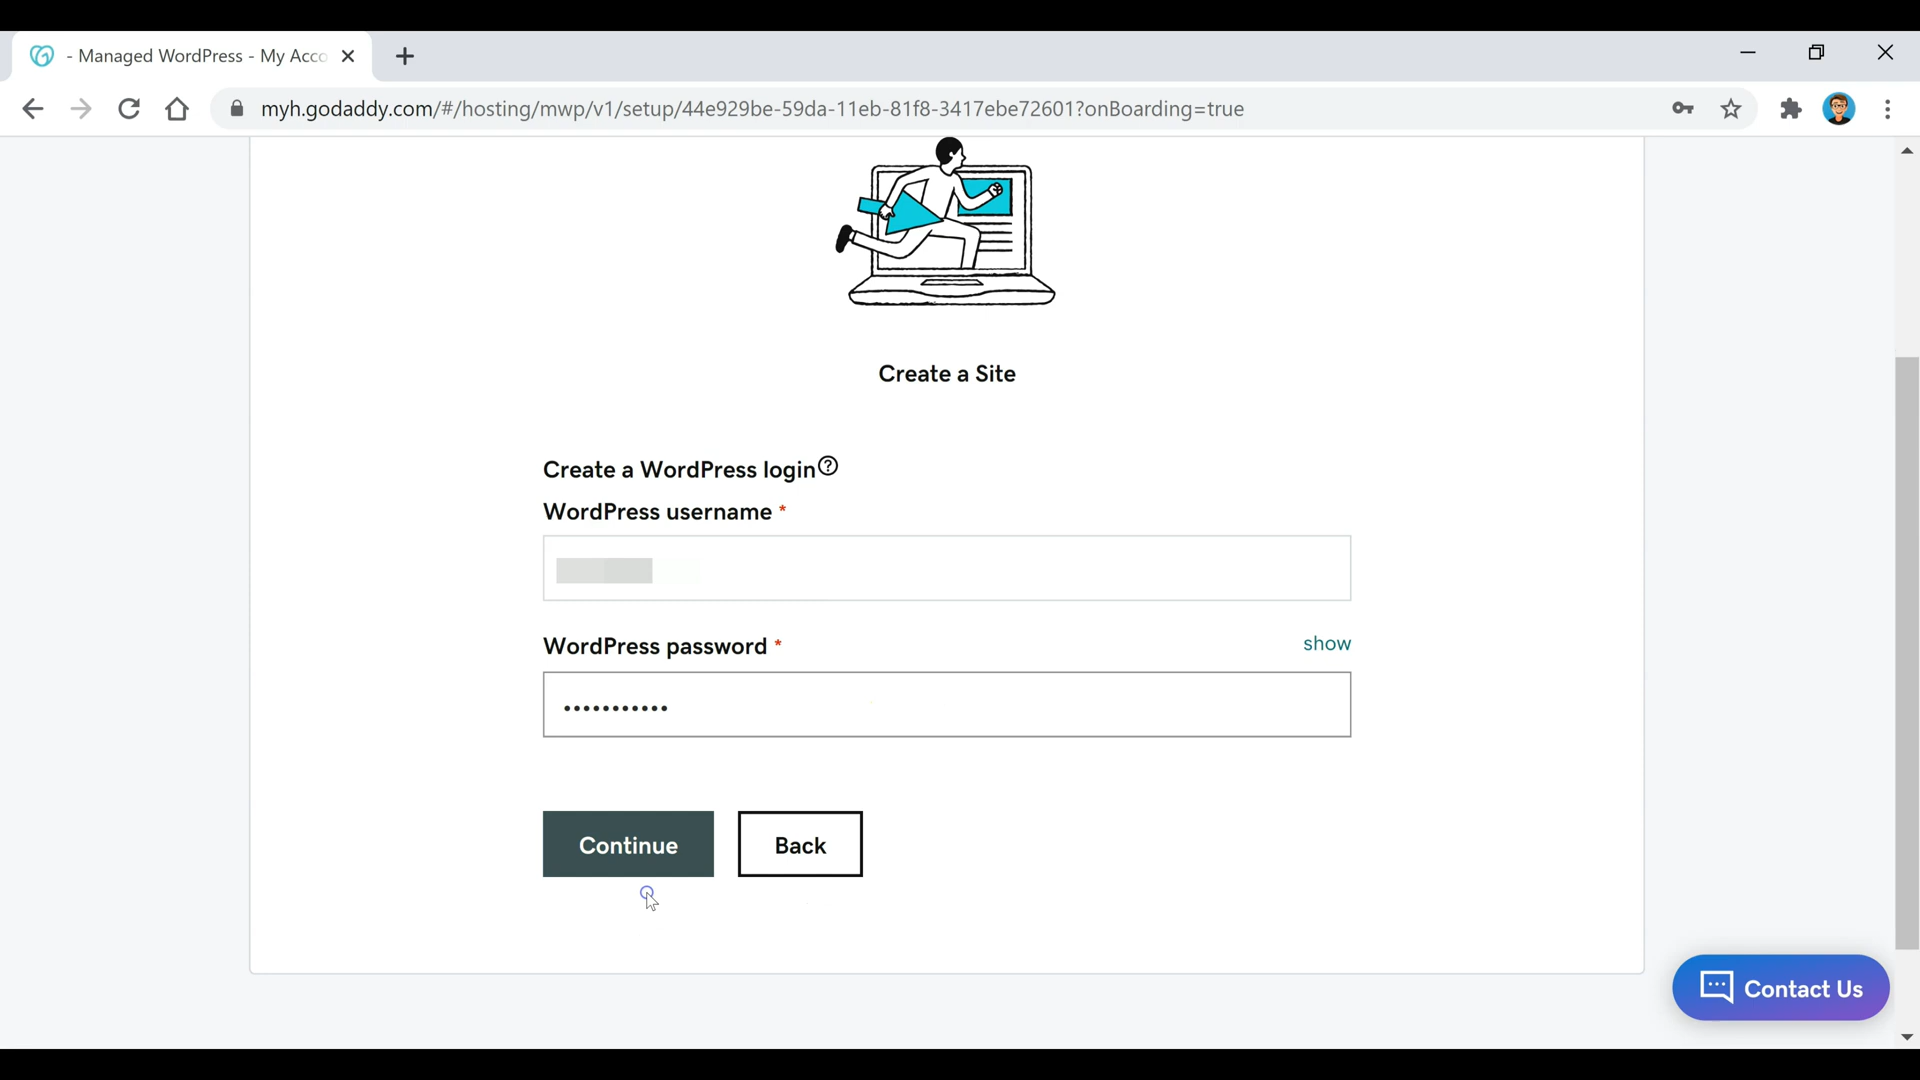 - Managed WordPress - My Acco
myh.godaddy.com/#/hosting/mwp/v1/setup/44e929be-59da-11eb-81f8-3417ebe72601?onBoarding=true
Create a Site
Create a WordPress login
WordPress username *
WordPress password *
show
•••••••••••
Continue
Back
Contact Us